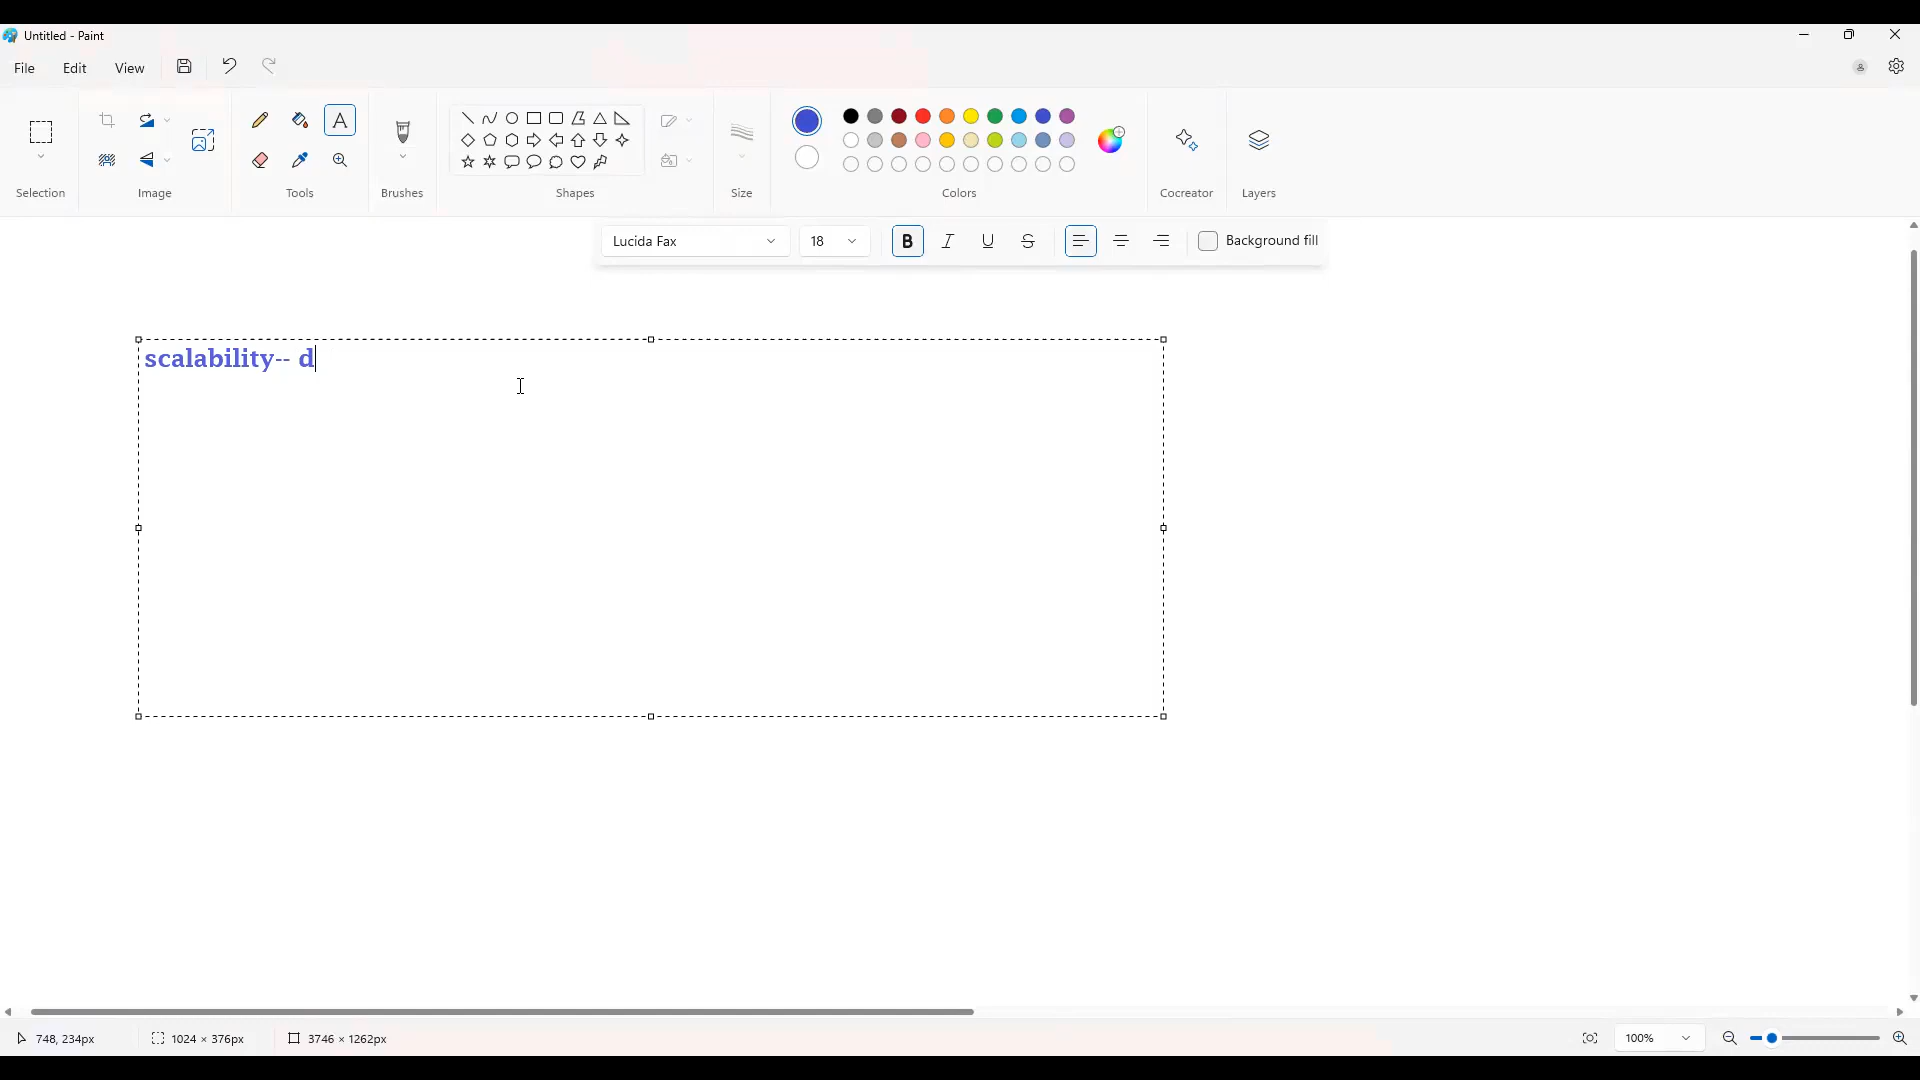 Untitled - Paint
File Edit View
Selection Image Tools Brushes Shapes Size Colors Cocreator Layers
Lucida Fax 18 B I U S Background fill
scalability-- d
748, 234px 1024 × 376px 3746 × 1262px 100%